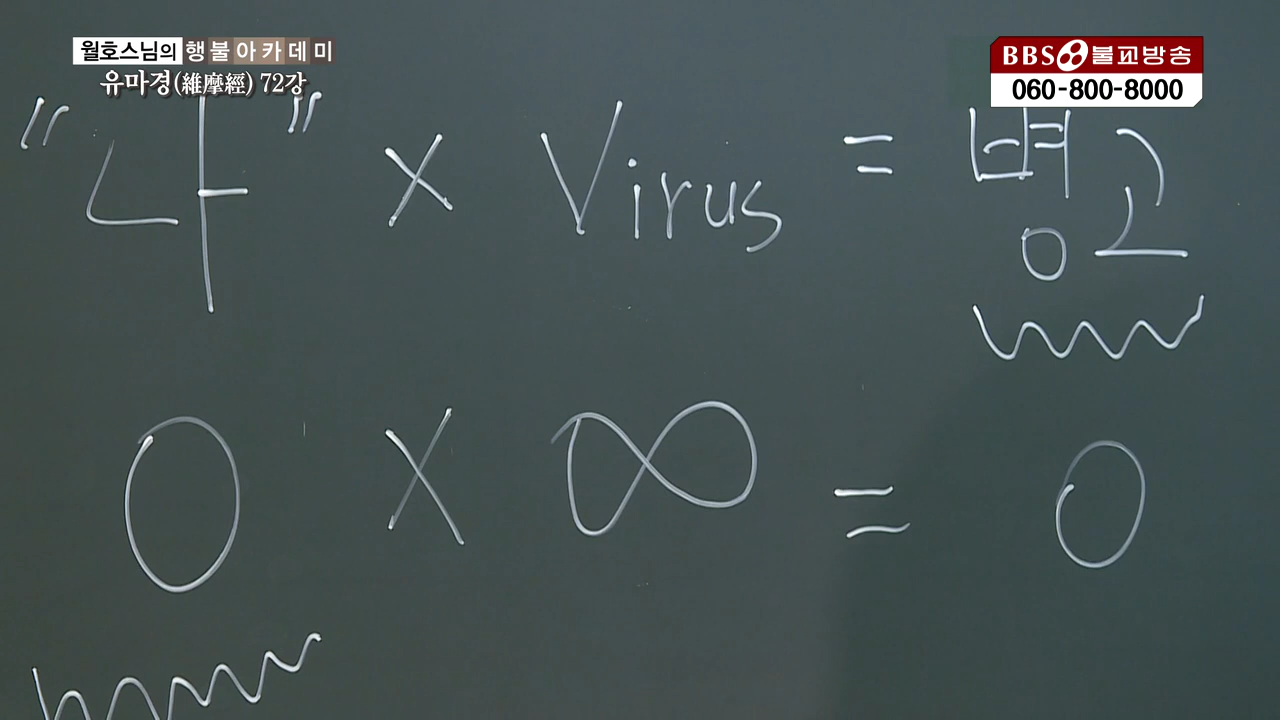 월호스님의 행불아카데미
유마경(維摩經) 72강
BBS 불교방송
060-800-8000
"나" × Virus = 병고
0 × ∞ = 0